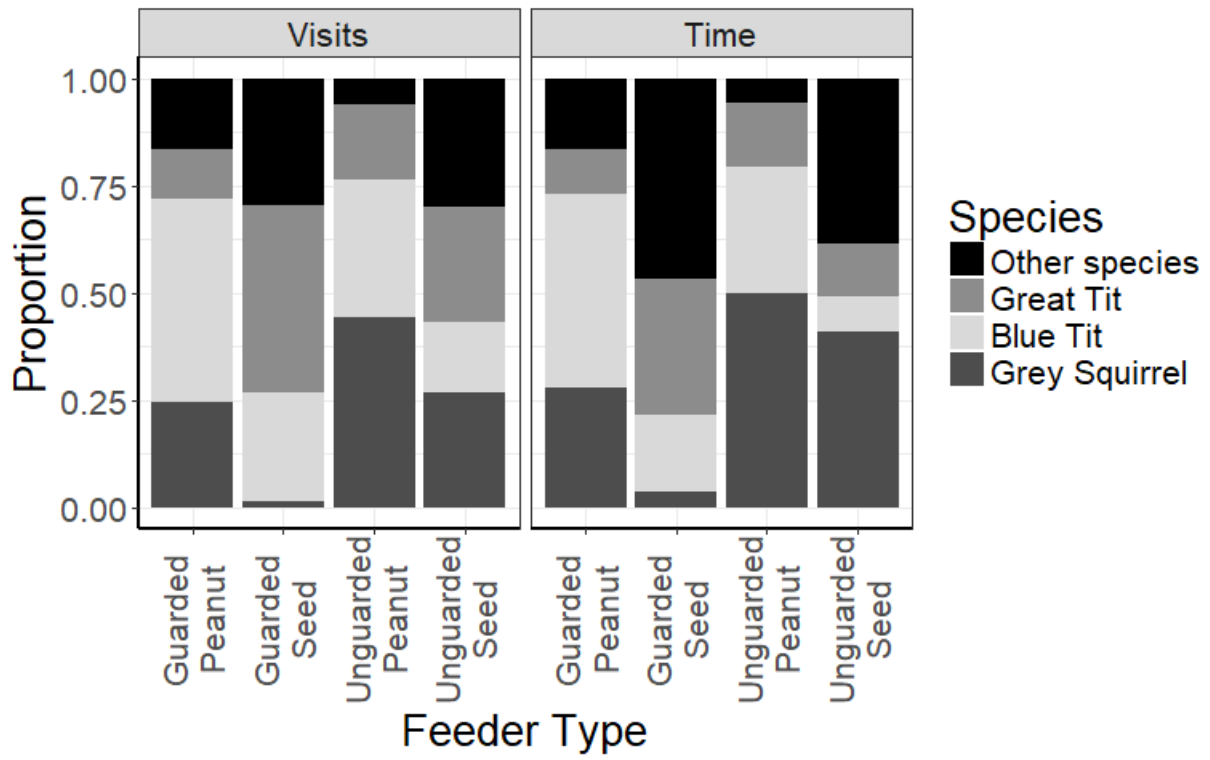 Visits
Time
Proportion
1.00
0.75
0.50
0.25
0.00
Guarded
Peanut
Guarded
Seed
Unguarded
Peanut
Unguarded
Seed
Guarded
Peanut
Guarded
Seed
Unguarded
Peanut
Unguarded
Seed
Feeder Type
Species
Other species
Great Tit
Blue Tit
Grey Squirrel